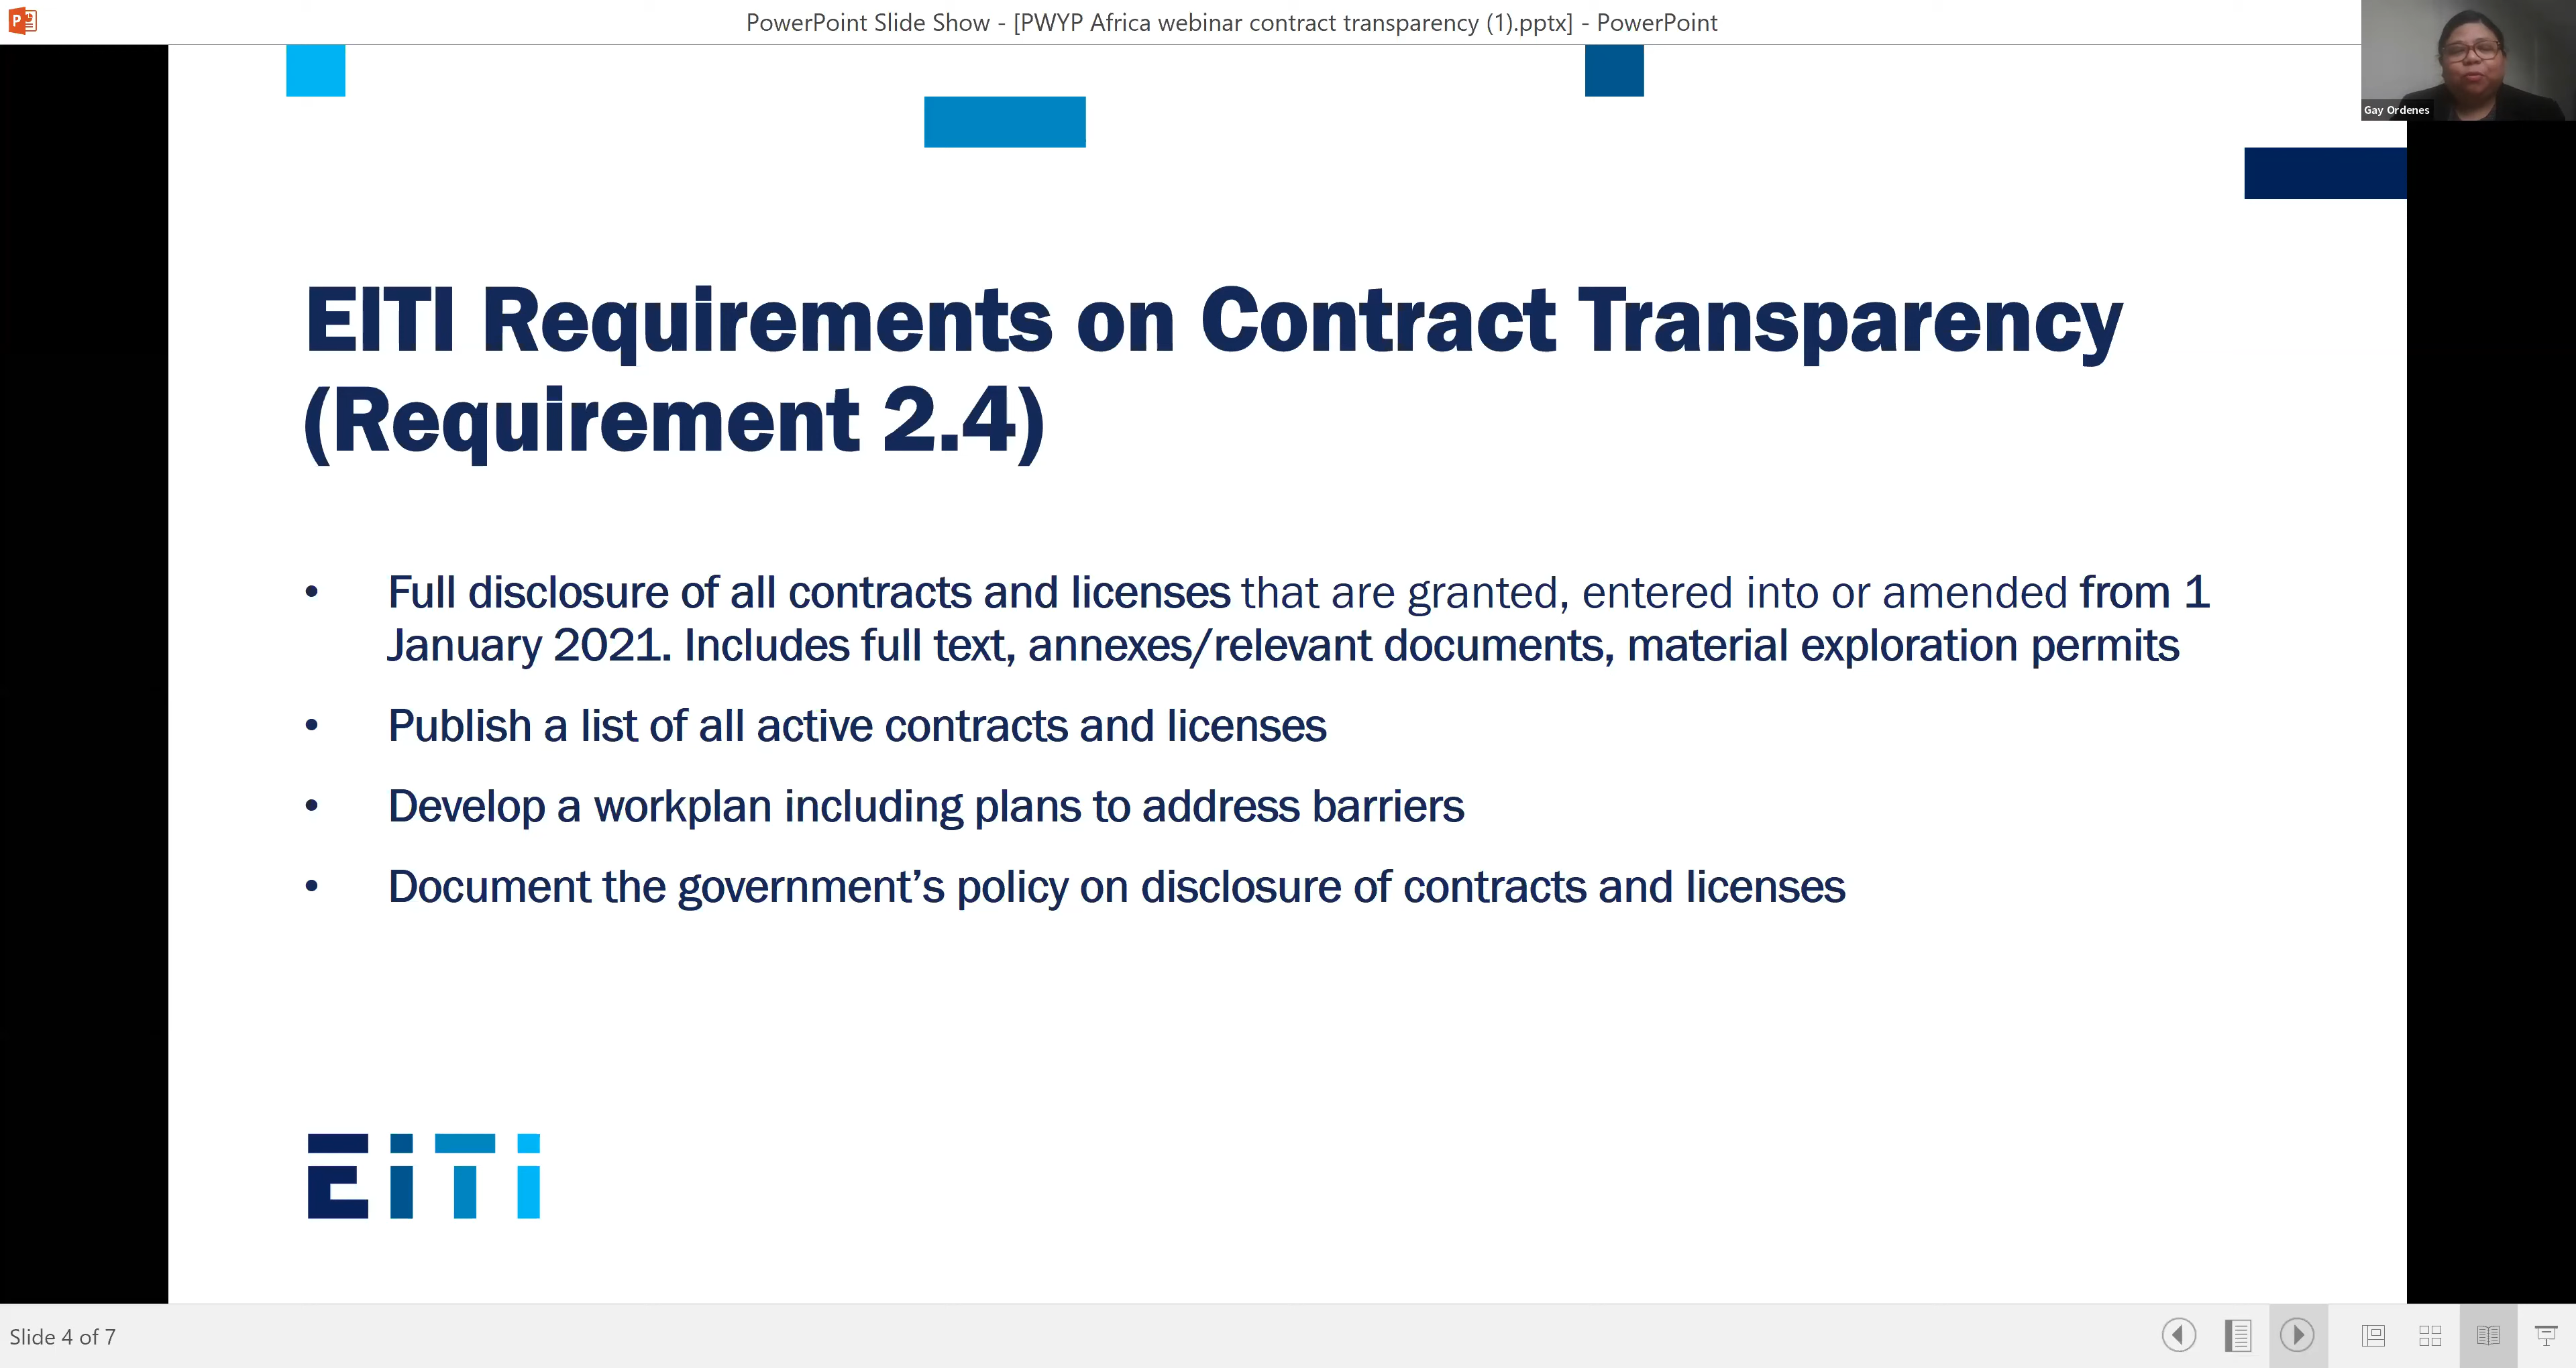 PowerPoint Slide Show - [PWYP Africa webinar contract transparency (1).pptx] - PowerPoint
Gay Ordenes
EITI Requirements on Contract Transparency
(Requirement 2.4)
• Full disclosure of all contracts and licenses that are granted, entered into or amended from 1
January 2021. Includes full text, annexes/relevant documents, material exploration permits
• Publish a list of all active contracts and licenses
• Develop a workplan including plans to address barriers
• Document the government’s policy on disclosure of contracts and licenses
EiTi
Slide 4 of 7